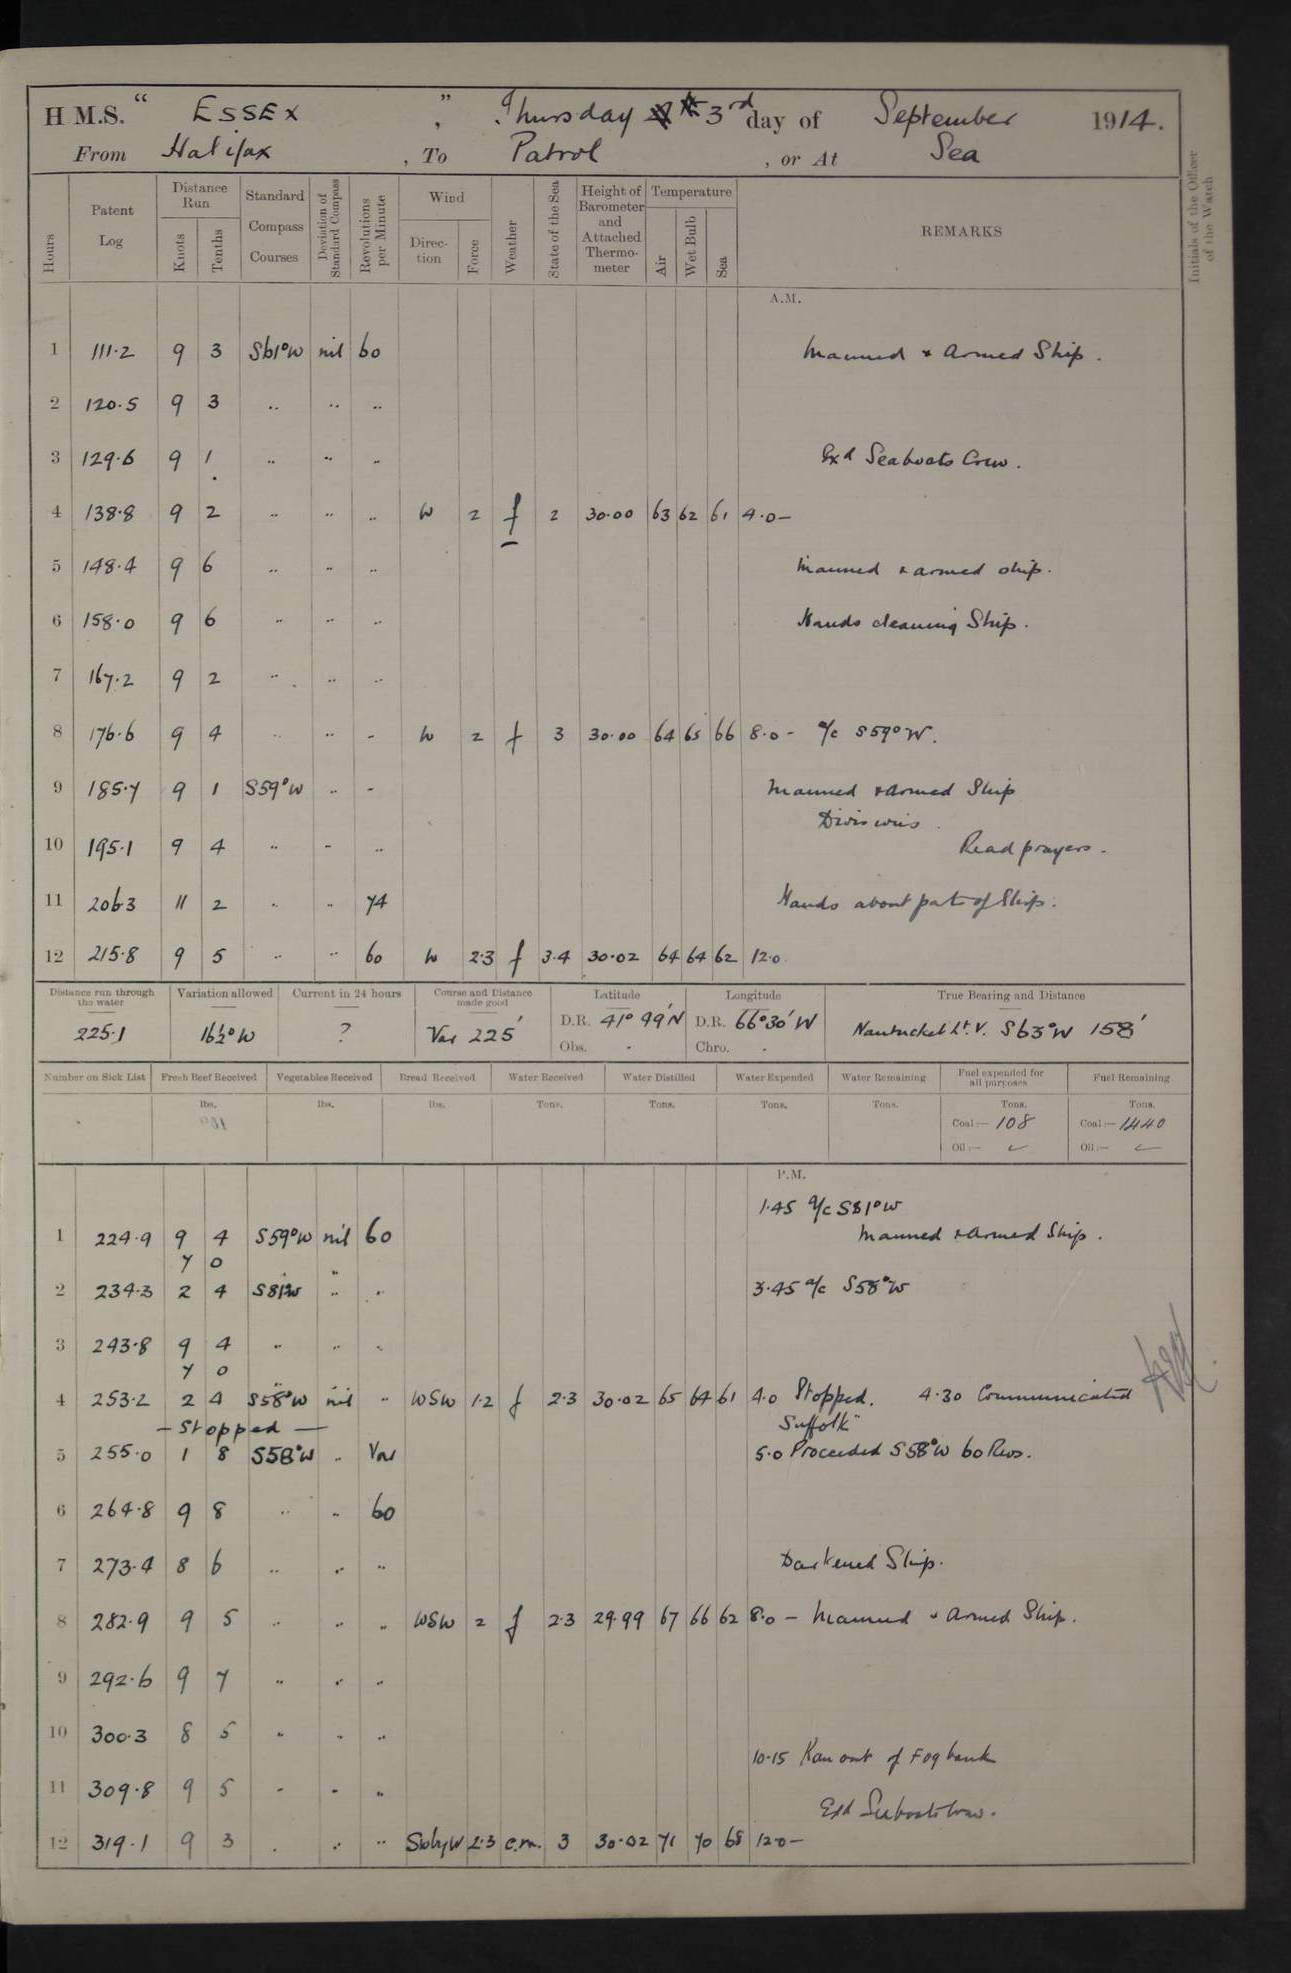 H.M.S. " ESSEX ", Thursday 3rd day of September 1914.
From Halifax, To Patrol, or At Sea
Hours
Patent Log
Distance Run
Knots
Tenths
Standard Compass Courses
Deviation of Standard Compass
Revolutions per Minute
Wind
Direction
Force
Weather
State of the Sea
Height of Barometer and Attached Thermometer
Temperature
Air
Wet Bulb
Sea
REMARKS
Initials of the Officer of the Watch
A.M.
1 111.2 9 3 S61°W nil 60 Manned & Armed Ship.
2 120.5 9 3 .. .. ..
3 129.6 9 1 .. .. .. Exd Seaboats Crew.
4 138.8 9 2 .. .. .. W 2 f 2 30.00 63 62 61 4.0–
5 148.4 9 6 .. .. .. Manned & armed ship.
6 158.0 9 6 .. .. .. Hands cleaning Ship.
7 167.2 9 2 .. .. ..
8 176.6 9 4 .. .. - W 2 f 3 30.00 64 65 66 8.0 - a/c S59°W.
9 185.7 9 1 S59°W .. - Manned & Armed Ship
Divisions.
10 195.1 9 4 .. - .. Read prayers.
11 206.3 11 2 .. .. 74 Hands about part of Ship.
12 215.8 9 5 .. .. 60 W 2.3 f 3.4 30.02 64 64 62 12.0.
Distance run through the water 225.1
Variation allowed 16½°W
Current in 24 hours ?
Course and Distance made good Var 225'
Latitude D.R. 41° 44'N Obs. -
Longitude D.R. 66°30'W Chro. -
True Bearing and Distance Nantucket Lt. V. S63°W 158'
Number on Sick List
Fresh Beef Received lbs.
Vegetables Received lbs.
Bread Received lbs.
Water Received Tons.
Water Distilled Tons.
Water Expended Tons.
Water Remaining Tons.
Fuel expended for all purposes Tons. Coal:— 108 Oil:—
Fuel Remaining Tons. Coal:— 1440 Oil:—
P.M.
1.45 a/c S81°W
1 224.9 9 4 S59°W nil 60 Manned & Armed Ship.
7 0 "
2 234.3 2 4 S81°W .. .. 3.45 a/c S58°W
3 243.8 9 4 .. .. ..
7 0
4 253.2 2 4 S58°W nil .. WSW 1.2 f 2.3 30.02 65 64 61 4.0 Stopped. 4.30 Communicated
- Stopped - Suffolk"
5 255.0 1 8 S58°W .. Var 5.0 Proceeded S58°W 60 Revs.
6 264.8 9 8 .. .. 60
7 273.4 8 6 .. .. .. Darkened Ship.
8 282.9 9 5 .. .. .. WSW 2 f 2.3 29.99 67 66 62 8.0 – Manned & Armed Ship.
9 292.6 9 7 .. .. ..
10 300.3 8 5 .. .. ..
10.15 Ran out of Fog bank
11 309.8 9 5 - - ..
Exd Seaboats Crew.
12 319.1 9 3 . .. .. SWbyW 2.3 c.m. 3 30.02 71 70 68 12.0–